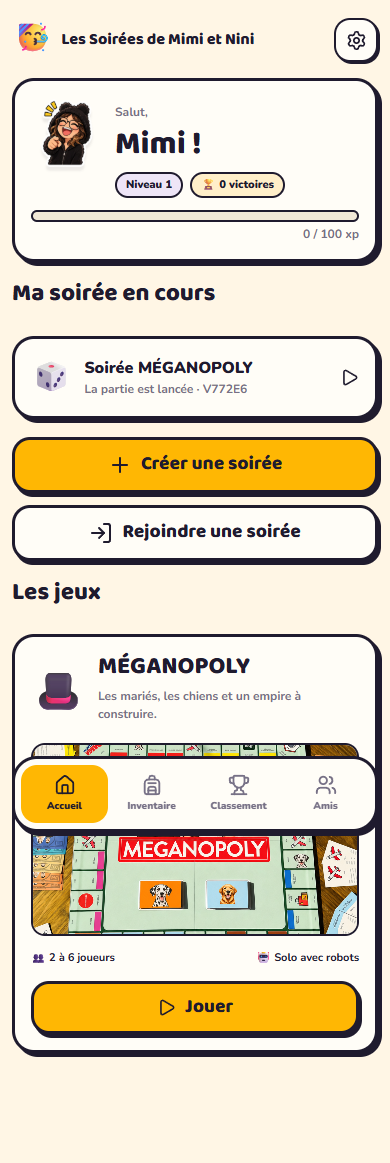 Les Soirées de Mimi et Nini
Salut,
Mimi !
Niveau 1
0 victoires
0 / 100 xp
Ma soirée en cours
Soirée MÉGANOPOLY
La partie est lancée · V772E6
Créer une soirée
Rejoindre une soirée
Les jeux
MÉGANOPOLY
Les mariés, les chiens et un empire à
construire.
Accueil
Inventaire
Classement
Amis
MEGANOPOLY
2 à 6 joueurs
Solo avec robots
Jouer